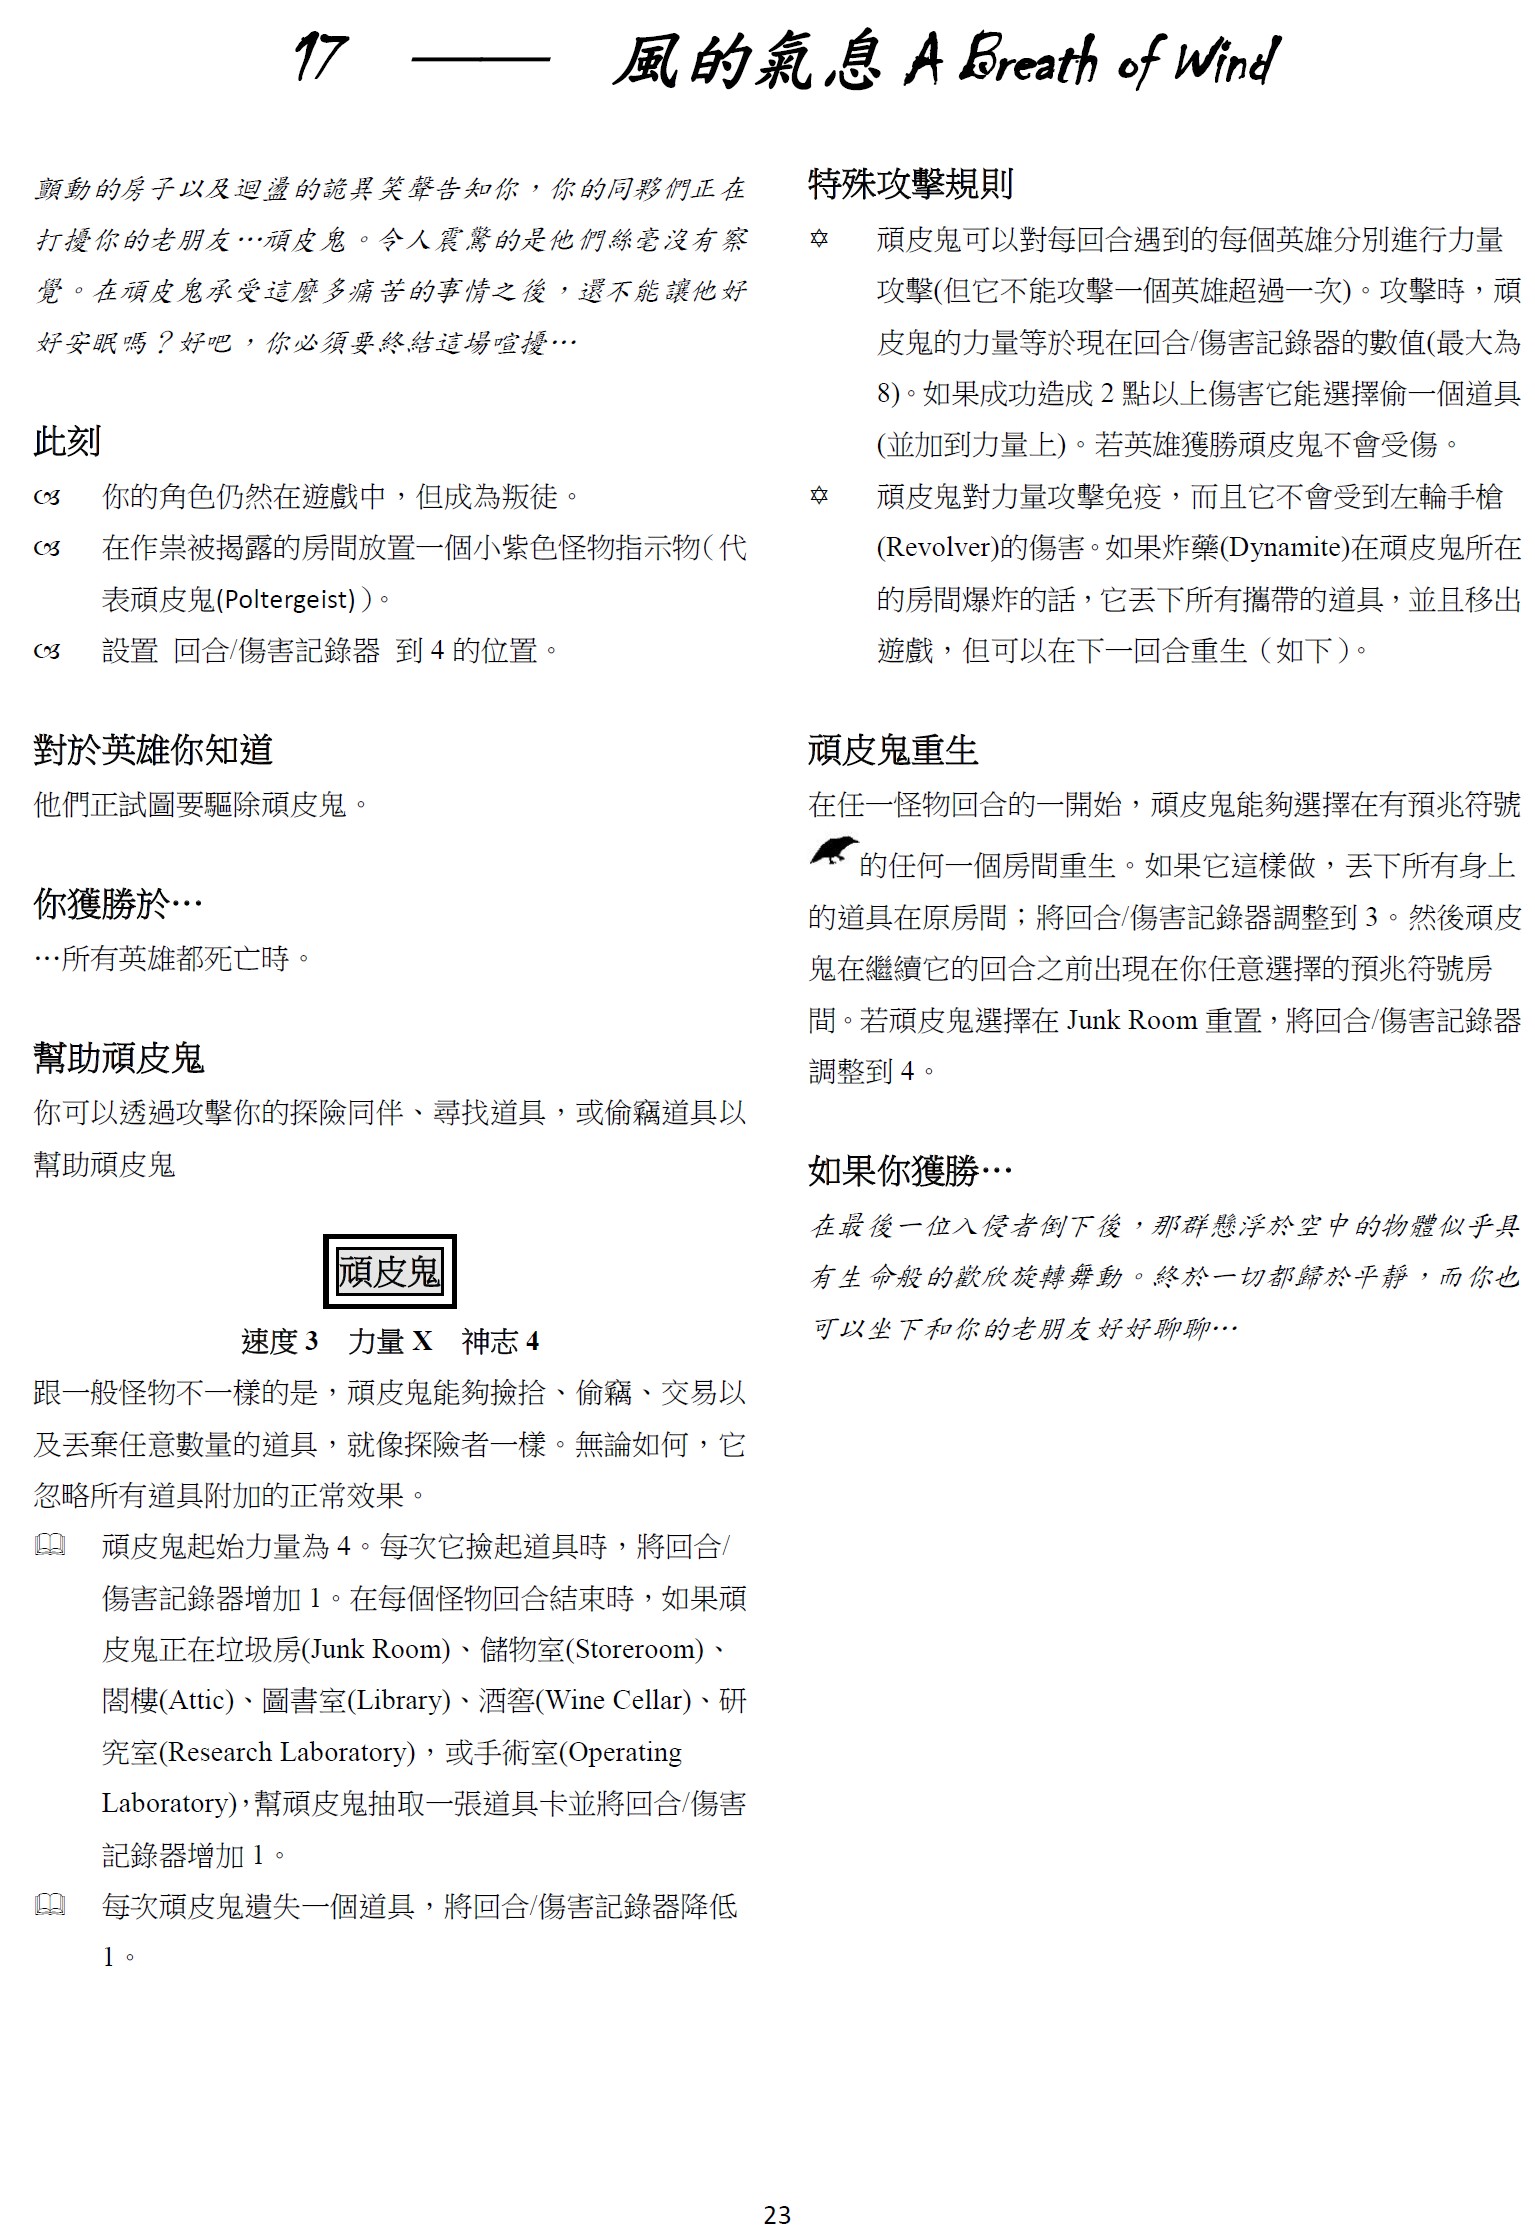 17 —— 風的氣息 A Breath of Wind
顫動的房子以及迴盪的詭異笑聲告知你，你的同夥們正在
打擾你的老朋友…頑皮鬼。令人震驚的是他們絲毫沒有察
覺。在頑皮鬼承受這麼多痛苦的事情之後，還不能讓他好
好安眠嗎？好吧，你必須要終結這場喧擾…
此刻
你的角色仍然在遊戲中，但成為叛徒。
在作祟被揭露的房間放置一個小紫色怪物指示物（代
表頑皮鬼(Poltergeist)）。
設置 回合/傷害記錄器 到 4 的位置。
對於英雄你知道
他們正試圖要驅除頑皮鬼。
你獲勝於…
…所有英雄都死亡時。
幫助頑皮鬼
你可以透過攻擊你的探險同伴、尋找道具，或偷竊道具以
幫助頑皮鬼
頑皮鬼
速度 3 力量 X 神志 4
跟一般怪物不一樣的是，頑皮鬼能夠撿拾、偷竊、交易以
及丟棄任意數量的道具，就像探險者一樣。無論如何，它
忽略所有道具附加的正常效果。
頑皮鬼起始力量為 4。每次它撿起道具時，將回合/
傷害記錄器增加 1。在每個怪物回合結束時，如果頑
皮鬼正在垃圾房(Junk Room)、儲物室(Storeroom)、
閣樓(Attic)、圖書室(Library)、酒窖(Wine Cellar)、研
究室(Research Laboratory)，或手術室(Operating
Laboratory)，幫頑皮鬼抽取一張道具卡並將回合/傷害
記錄器增加 1。
每次頑皮鬼遺失一個道具，將回合/傷害記錄器降低
1。
特殊攻擊規則
頑皮鬼可以對每回合遇到的每個英雄分別進行力量
攻擊(但它不能攻擊一個英雄超過一次)。攻擊時，頑
皮鬼的力量等於現在回合/傷害記錄器的數值(最大為
8)。如果成功造成 2 點以上傷害它能選擇偷一個道具
(並加到力量上)。若英雄獲勝頑皮鬼不會受傷。
頑皮鬼對力量攻擊免疫，而且它不會受到左輪手槍
(Revolver)的傷害。如果炸藥(Dynamite)在頑皮鬼所在
的房間爆炸的話，它丟下所有攜帶的道具，並且移出
遊戲，但可以在下一回合重生（如下）。
頑皮鬼重生
在任一怪物回合的一開始，頑皮鬼能夠選擇在有預兆符號
的任何一個房間重生。如果它這樣做，丟下所有身上
的道具在原房間；將回合/傷害記錄器調整到 3。然後頑皮
鬼在繼續它的回合之前出現在你任意選擇的預兆符號房
間。若頑皮鬼選擇在 Junk Room 重置，將回合/傷害記錄器
調整到 4。
如果你獲勝…
在最後一位入侵者倒下後，那群懸浮於空中的物體似乎具
有生命般的歡欣旋轉舞動。終於一切都歸於平靜，而你也
可以坐下和你的老朋友好好聊聊…
23